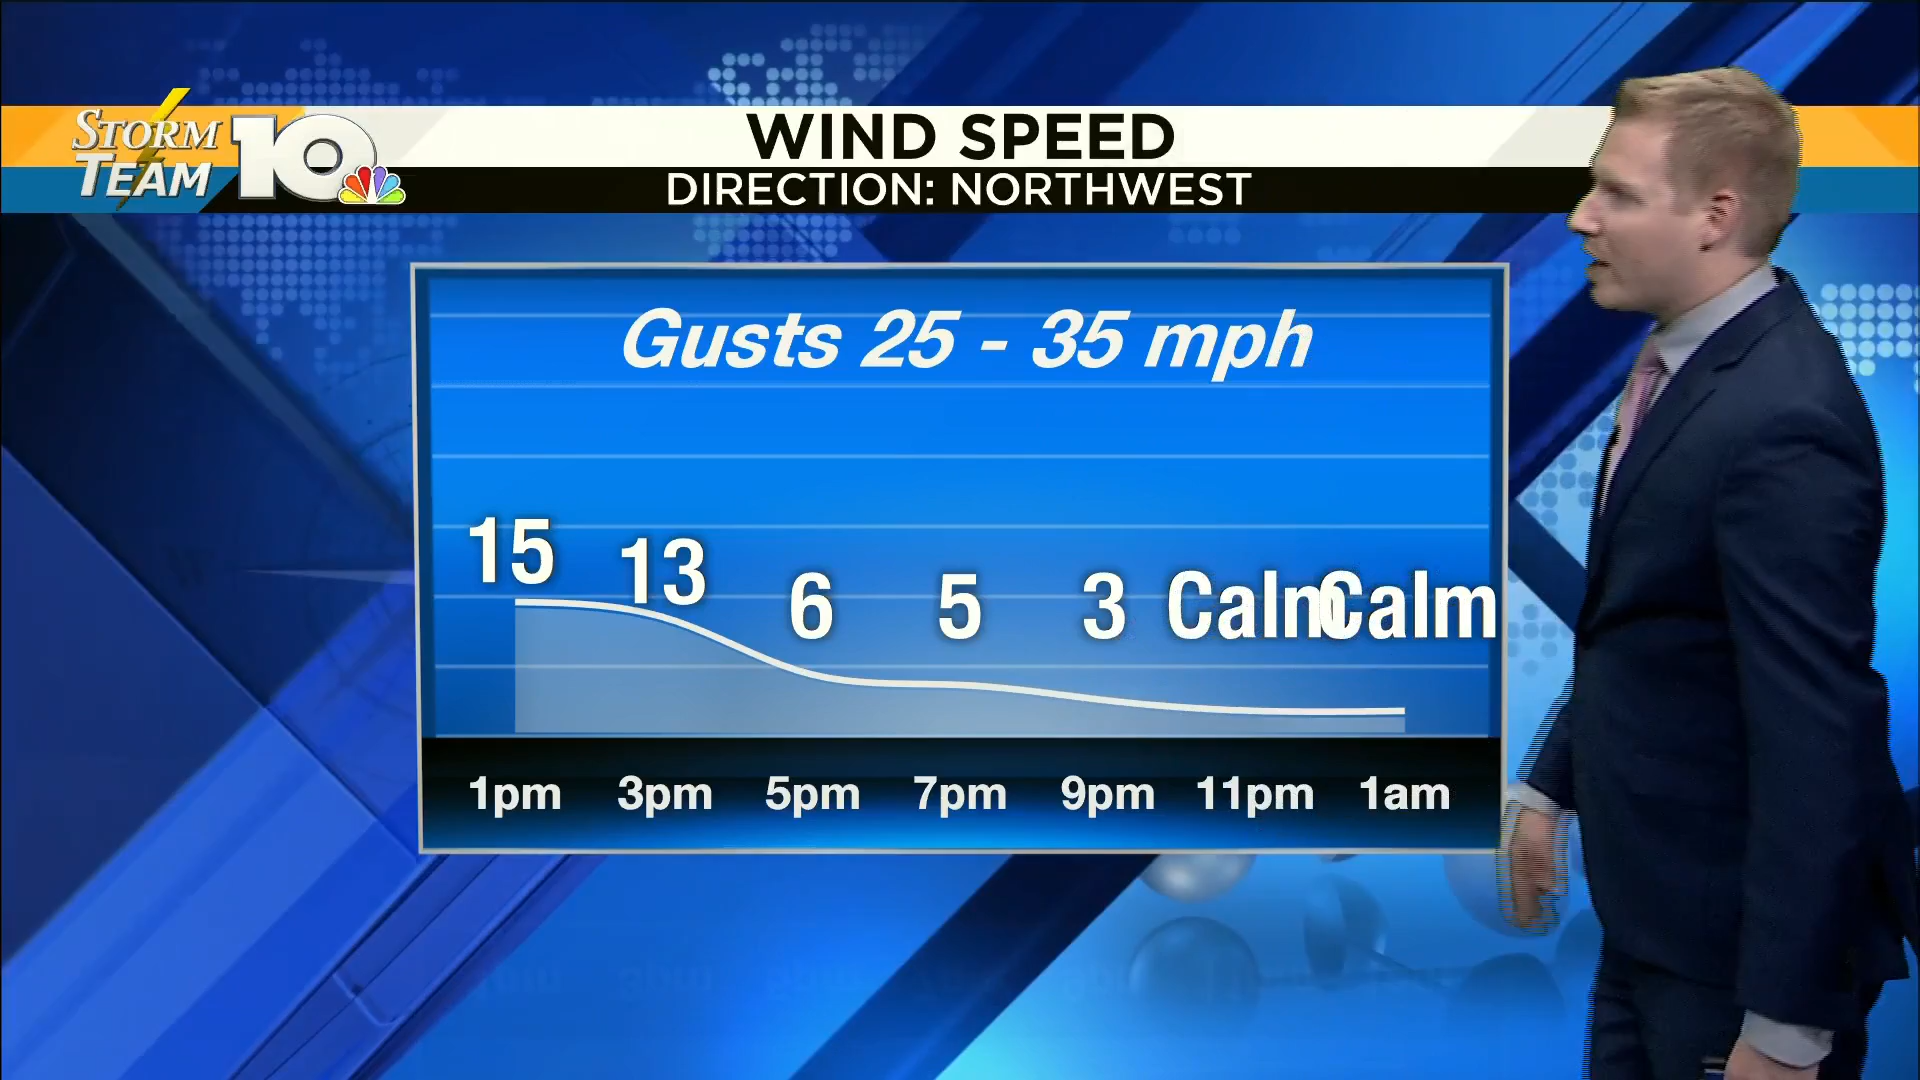 STORM
TEAM
10
WIND SPEED
DIRECTION: NORTHWEST
Gusts 25 - 35 mph
15 13 6 5 3 Calm Calm
1pm 3pm 5pm 7pm 9pm 11pm 1am